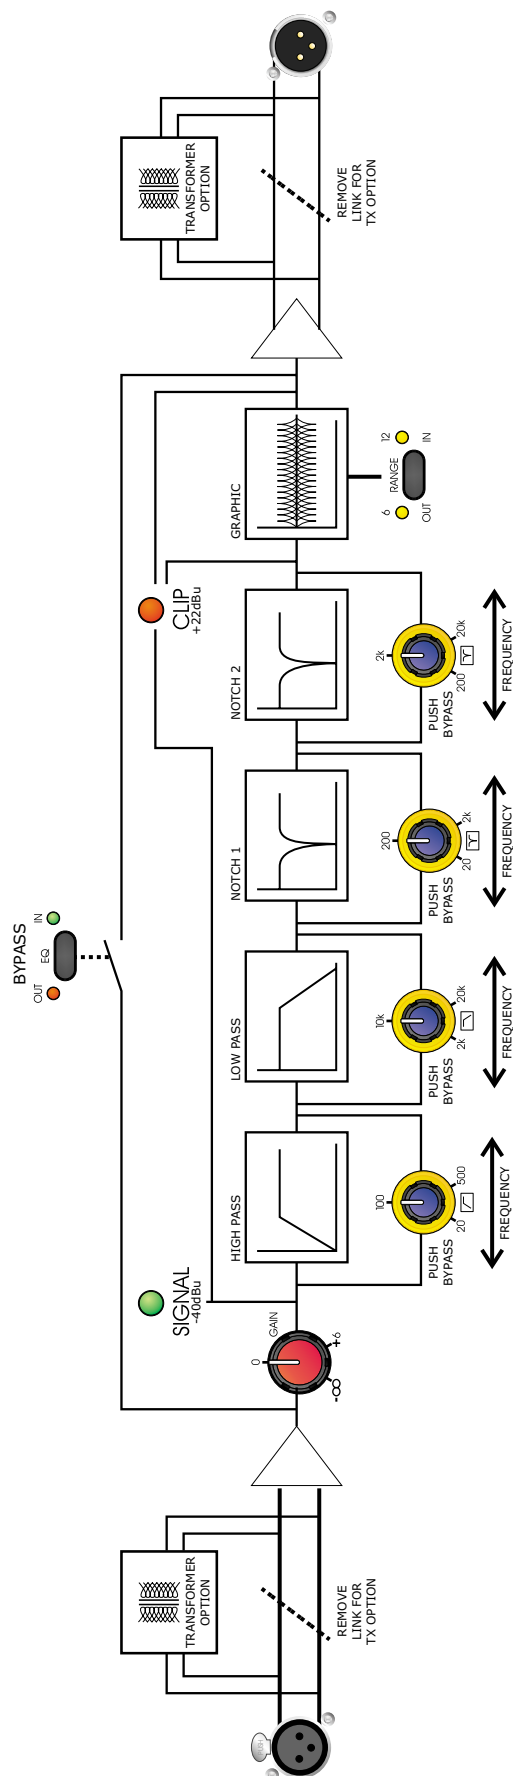 PUSH
TRANSFORMER
OPTION
REMOVE
LINK FOR
TX OPTION
GAIN
0
-∞
+6
SIGNAL
-40dBu
HIGH PASS
100
20
500
PUSH
BYPASS
FREQUENCY
BYPASS
OUT
EQ
IN
LOW PASS
10k
2k
20k
PUSH
BYPASS
FREQUENCY
NOTCH 1
200
20
2k
PUSH
BYPASS
FREQUENCY
NOTCH 2
2k
200
20k
PUSH
BYPASS
FREQUENCY
CLIP
+22dBu
GRAPHIC
6
RANGE
12
OUT
IN
TRANSFORMER
OPTION
REMOVE
LINK FOR
TX OPTION